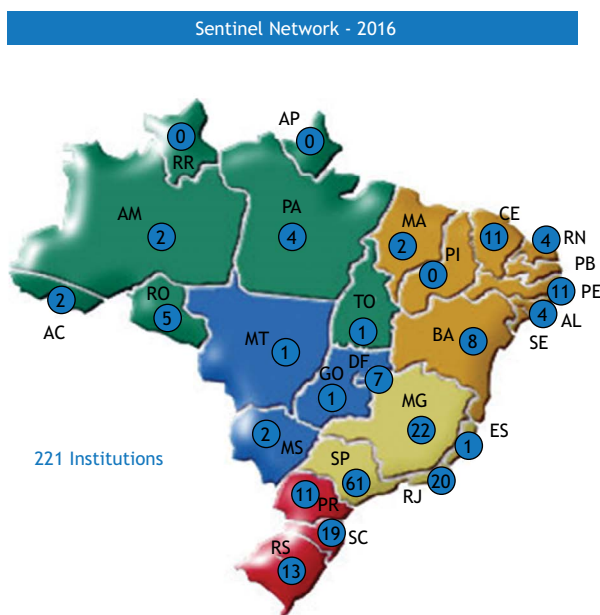 Sentinel Network - 2016
AP
0
0
RR
CE
AM
PA
MA
11
RN
4
2
4
2
PI
PB
0
11
PE
2
RO
TO
4
AL
AC
5
SE
MT
1
BA
8
1
DF
GO
7
1
MG
22
ES
2
1
221 Institutions
MS
SP
61
20
RJ
11
PR
19
SC
RS
13